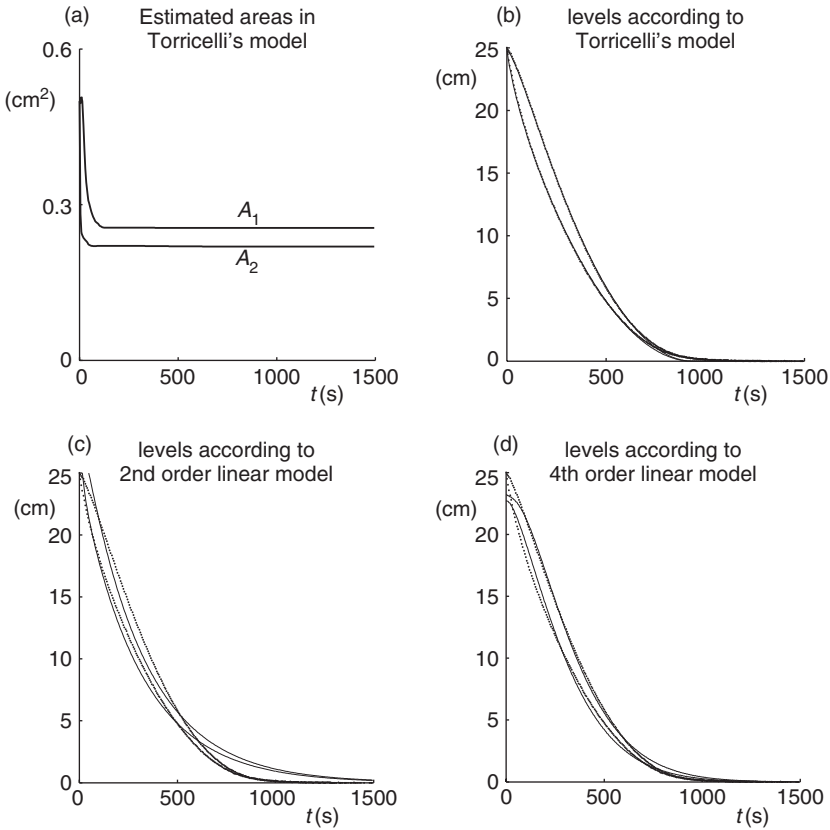 (a) Estimated areas in
Torricelli's model
0.6
(cm²)
0.3
A₁
A₂
0
0 500 1000 1500
t(s)
(b) levels according to
Torricelli's model
25
(cm)
20
15
10
5
0
0 500 1000 1500
t(s)
(c) levels according to
2nd order linear model
25
(cm)
20
15
10
5
0
0 500 1000 1500
t(s)
(d) levels according to
4th order linear model
25
(cm)
20
15
10
5
0
0 500 1000 1500
t(s)